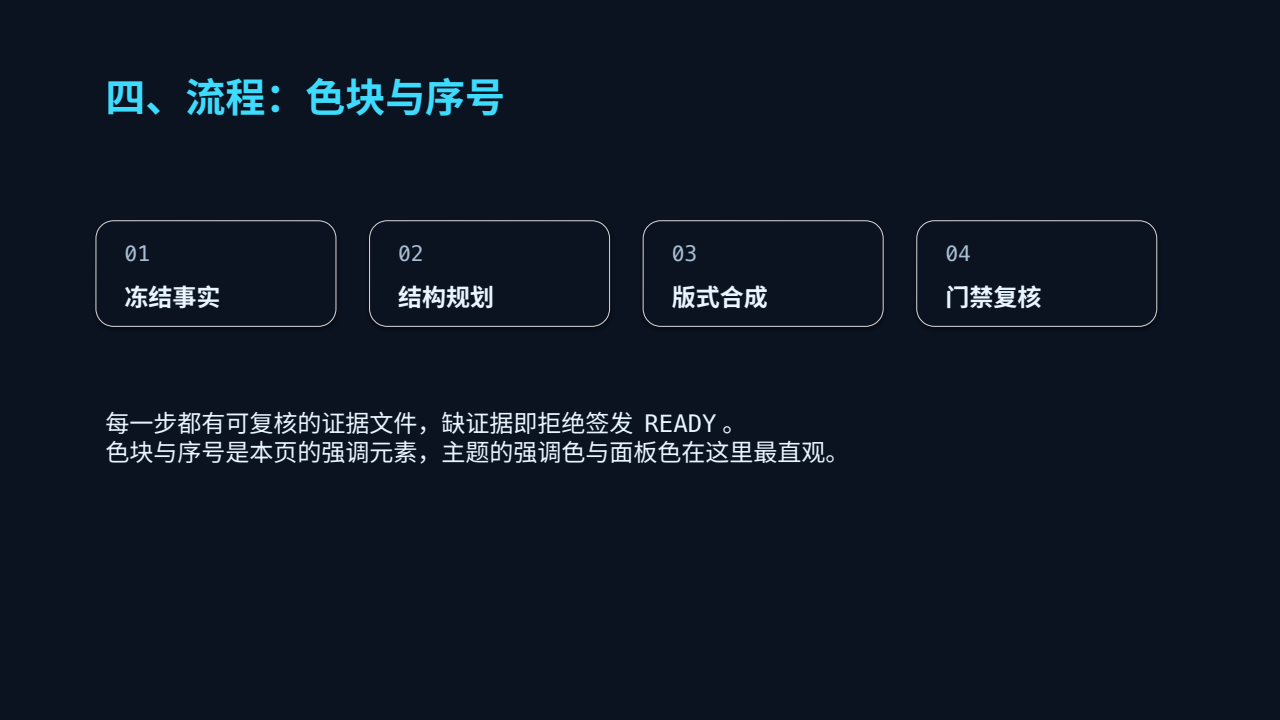 四、流程：色块与序号
01
冻结事实
02
结构规划
03
版式合成
04
门禁复核
每一步都有可复核的证据文件，缺证据即拒绝签发 READY。
色块与序号是本页的强调元素，主题的强调色与面板色在这里最直观。